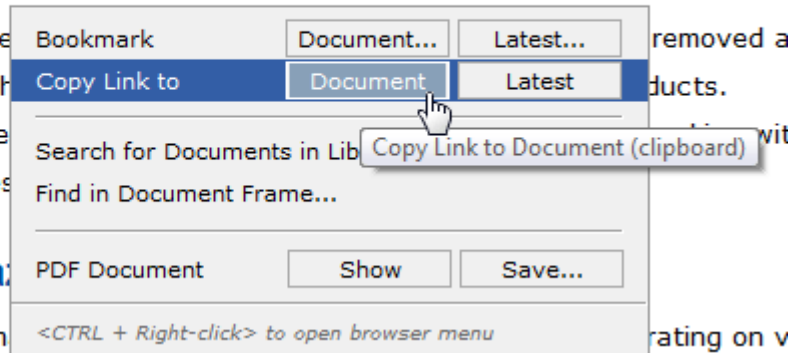 Bookmark Document... Latest... removed a
Copy Link to Document Latest ducts.
Copy Link to Document (clipboard) wit
Search for Documents in Lib
Find in Document Frame...
PDF Document Show Save...
<CTRL + Right-click> to open browser menu rating on v